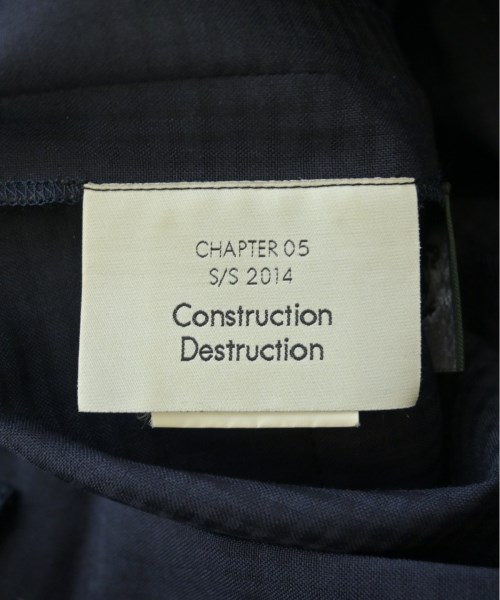 CHAPTER 05
S/S 2014
Construction
Destruction